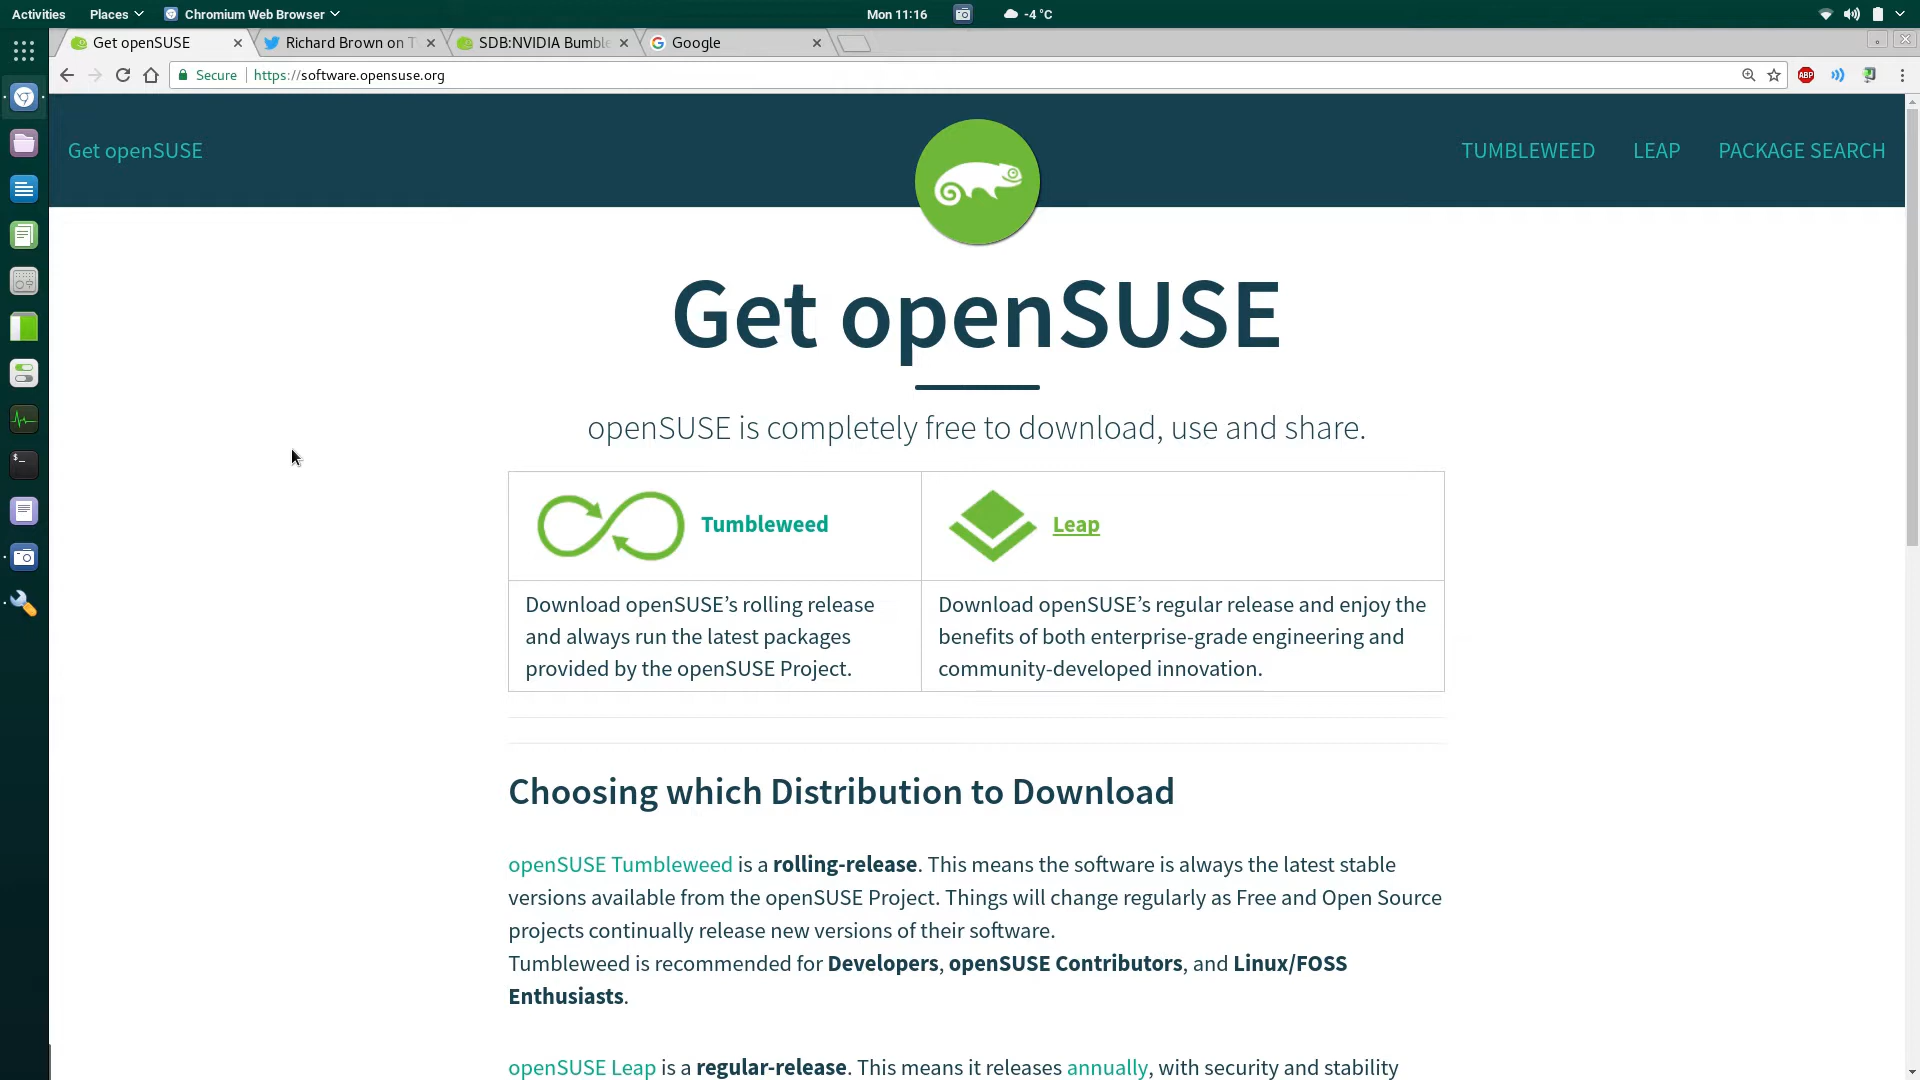 Activities Places Chromium Web Browser Mon 11:16 -4 °C
Get openSUSE Richard Brown on T SDB:NVIDIA Bumble Google
Secure https://software.opensuse.org ABP
Get openSUSE TUMBLEWEED LEAP PACKAGE SEARCH
Get openSUSE
openSUSE is completely free to download, use and share.
Tumbleweed Leap
Download openSUSE’s rolling release
and always run the latest packages
provided by the openSUSE Project.
Download openSUSE’s regular release and enjoy the
benefits of both enterprise-grade engineering and
community-developed innovation.
Choosing which Distribution to Download
openSUSE Tumbleweed is a rolling-release. This means the software is always the latest stable
versions available from the openSUSE Project. Things will change regularly as Free and Open Source
projects continually release new versions of their software.
Tumbleweed is recommended for Developers, openSUSE Contributors, and Linux/FOSS
Enthusiasts.
openSUSE Leap is a regular-release. This means it releases annually, with security and stability